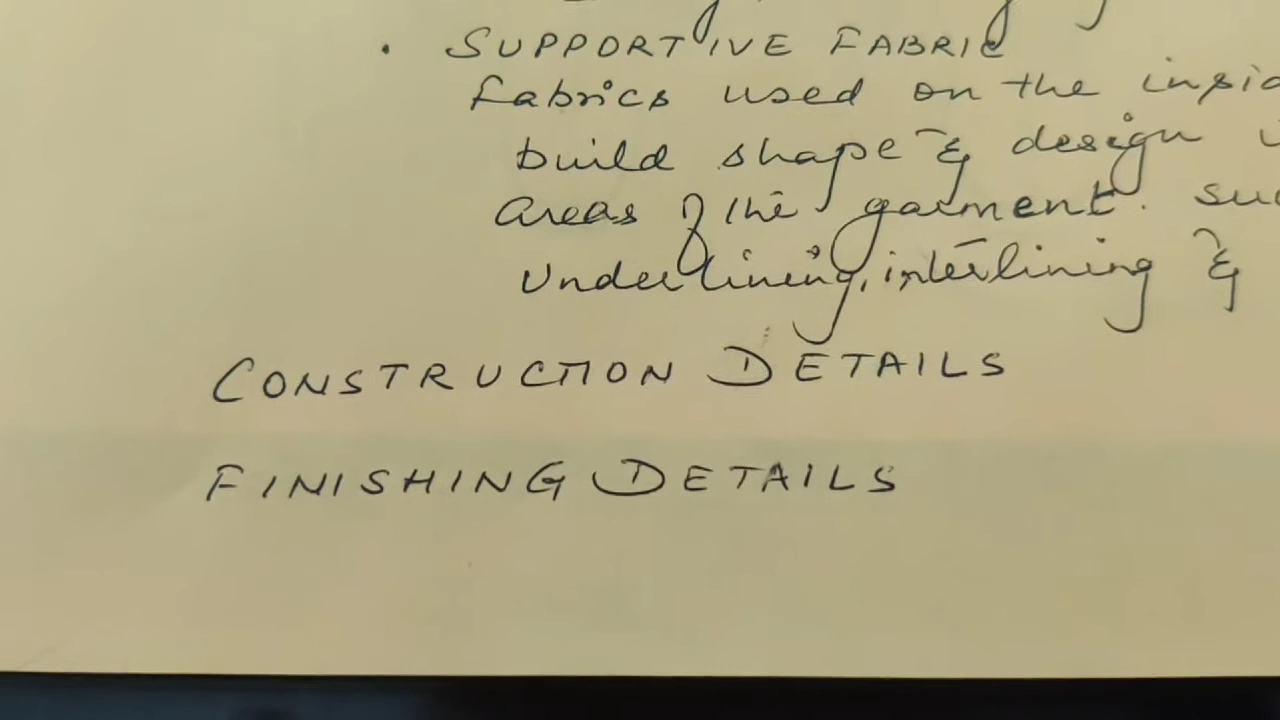 • SUPPORTIVE FABRIC
fabrics used on the
build shape & design
areas of the garment.
Underlining, interlining &
CONSTRUCTION DETAILS
FINISHING DETAILS